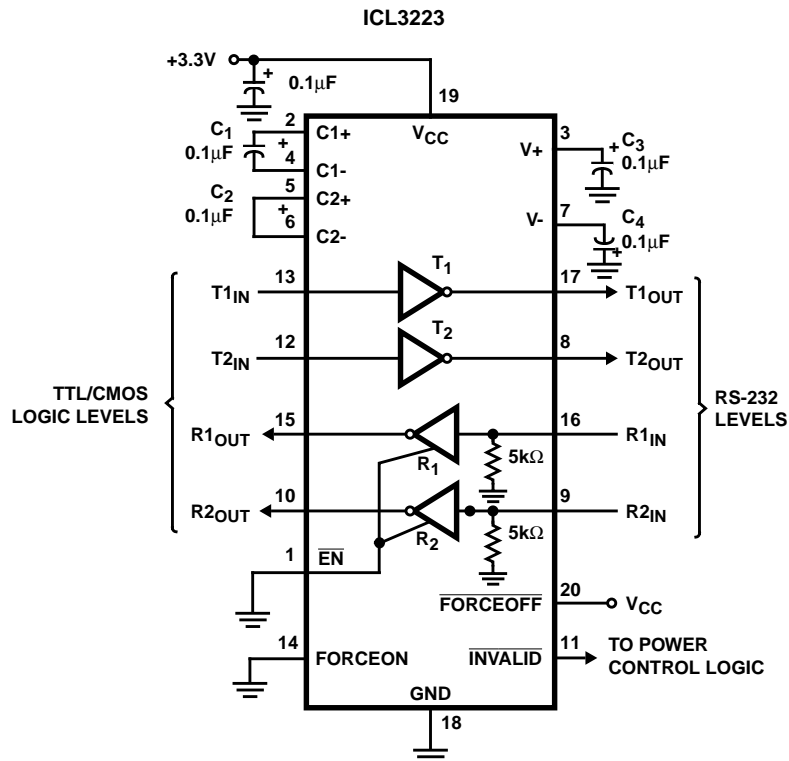 ICL3223
+3.3V
+
0.1μF
19
2
C1
0.1μF
+
4
C1+
C1-
VCC
3
V+
+
C3
0.1μF
5
C2
0.1μF
+
6
C2+
C2-
7
V-
C4
0.1μF
+
T1IN
13
T1
17
T1OUT
T2IN
12
T2
8
T2OUT
TTL/CMOS
LOGIC LEVELS
RS-232
LEVELS
R1OUT
15
R1
5kΩ
16
R1IN
R2OUT
10
R2
5kΩ
9
R2IN
1
E̅N̅
F̅O̅R̅C̅E̅O̅F̅F̅
20
VCC
14
FORCEON
I̅N̅V̅A̅L̅I̅D̅
11
TO POWER
CONTROL LOGIC
GND
18